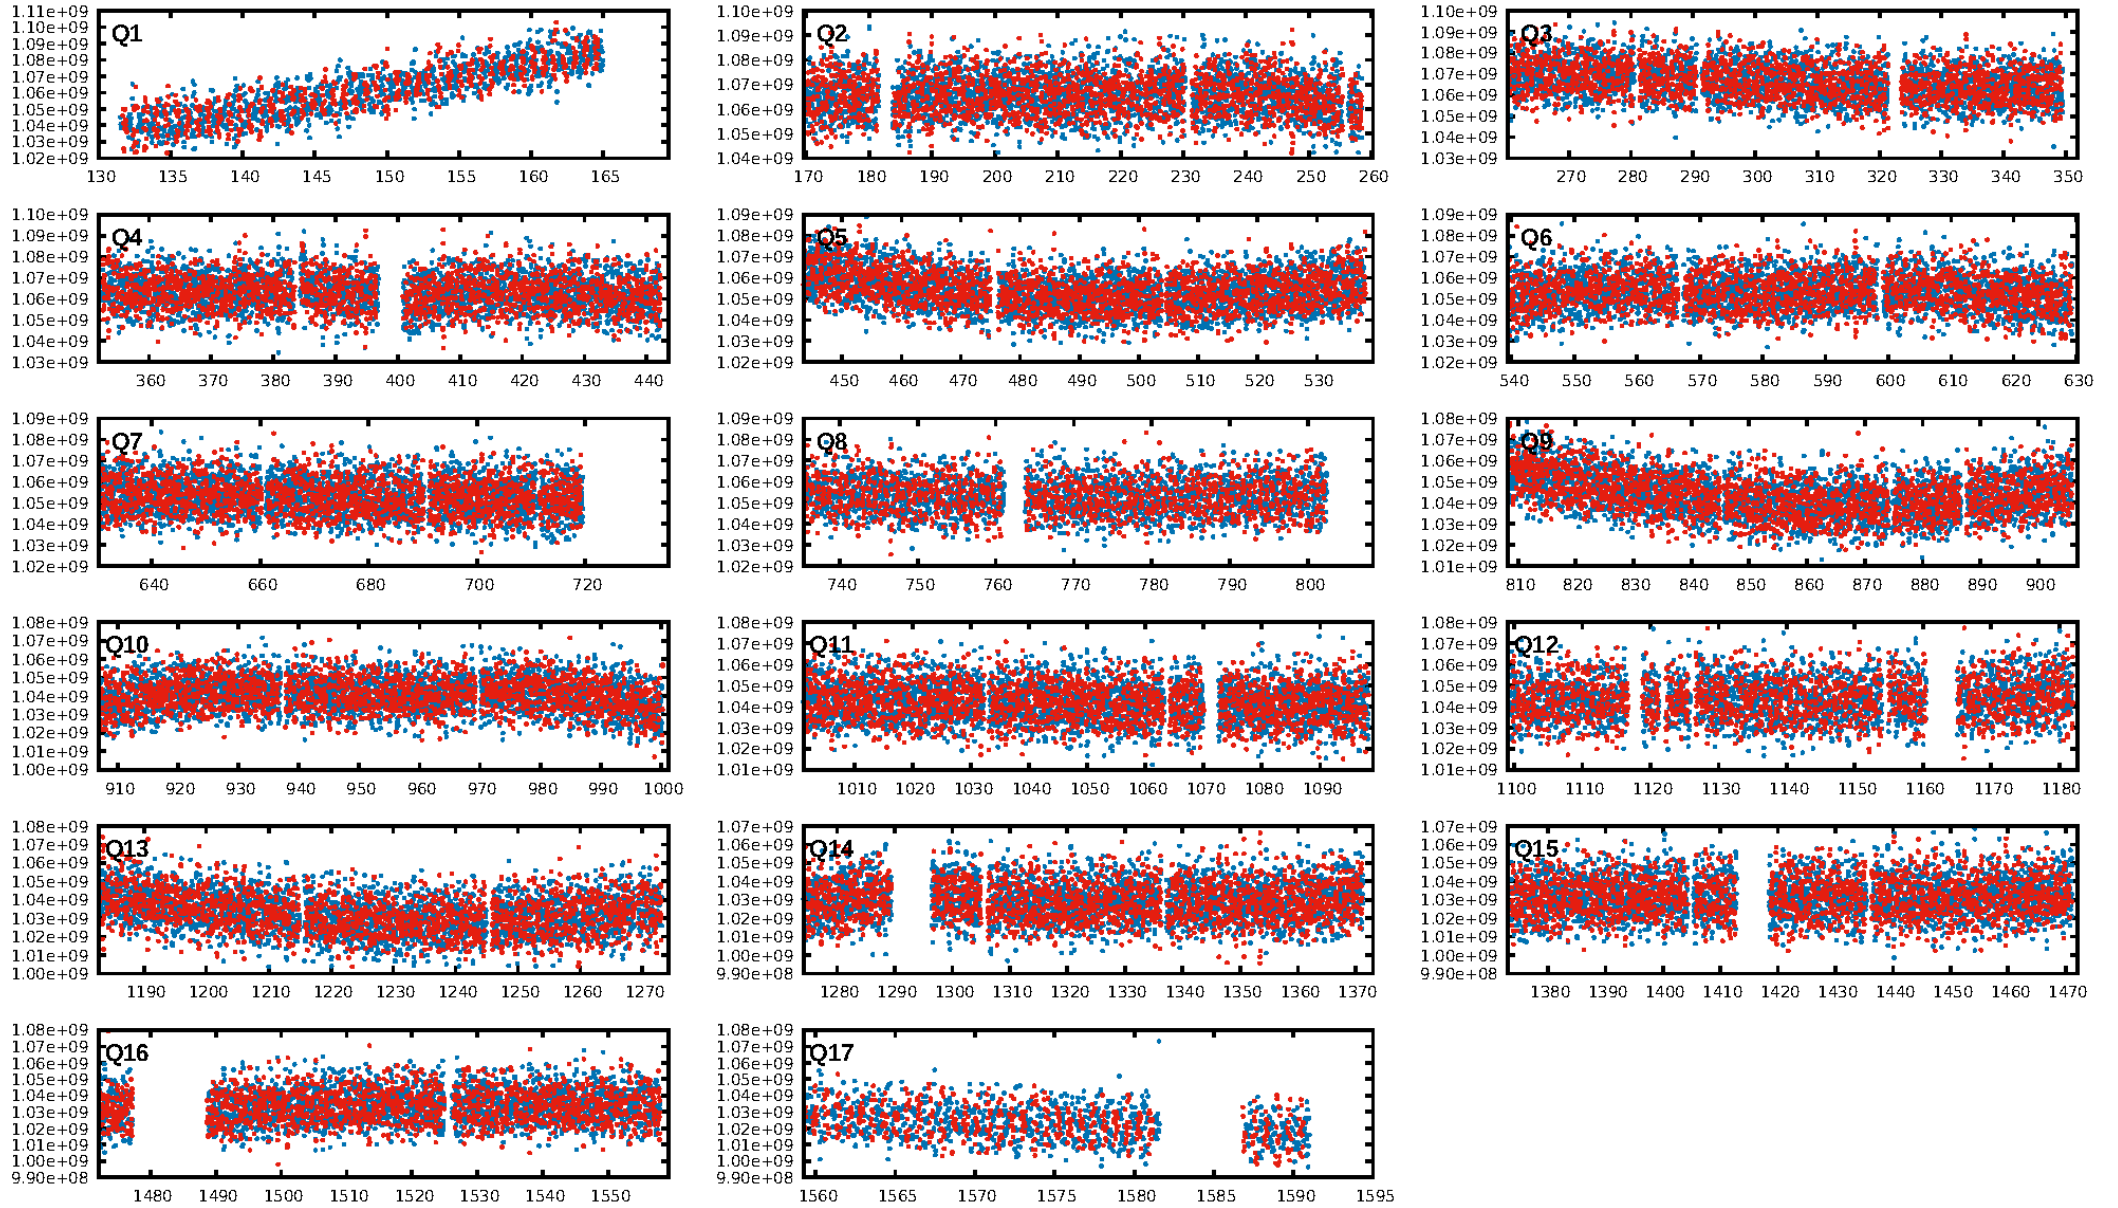 Q1
1.11e+09
1.10e+09
1.09e+09
1.08e+09
1.07e+09
1.06e+09
1.05e+09
1.04e+09
1.03e+09
1.02e+09
130 135 140 145 150 155 160 165
Q2
1.10e+09
1.09e+09
1.08e+09
1.07e+09
1.06e+09
1.05e+09
1.04e+09
170 180 190 200 210 220 230 240 250 260
Q3
1.10e+09
1.09e+09
1.08e+09
1.07e+09
1.06e+09
1.05e+09
1.04e+09
1.03e+09
270 280 290 300 310 320 330 340 350
Q4
1.10e+09
1.09e+09
1.08e+09
1.07e+09
1.06e+09
1.05e+09
1.04e+09
1.03e+09
360 370 380 390 400 410 420 430 440
Q5
1.09e+09
1.08e+09
1.07e+09
1.06e+09
1.05e+09
1.04e+09
1.03e+09
1.02e+09
450 460 470 480 490 500 510 520 530
Q6
1.09e+09
1.08e+09
1.07e+09
1.06e+09
1.05e+09
1.04e+09
1.03e+09
1.02e+09
540 550 560 570 580 590 600 610 620 630
Q7
1.09e+09
1.08e+09
1.07e+09
1.06e+09
1.05e+09
1.04e+09
1.03e+09
1.02e+09
640 660 680 700 720
Q8
1.09e+09
1.08e+09
1.07e+09
1.06e+09
1.05e+09
1.04e+09
1.03e+09
1.02e+09
740 750 760 770 780 790 800
Q9
1.08e+09
1.07e+09
1.06e+09
1.05e+09
1.04e+09
1.03e+09
1.02e+09
1.01e+09
810 820 830 840 850 860 870 880 890 900
Q10
1.08e+09
1.07e+09
1.06e+09
1.05e+09
1.04e+09
1.03e+09
1.02e+09
1.01e+09
1.00e+09
910 920 930 940 950 960 970 980 990 1000
Q11
1.08e+09
1.07e+09
1.06e+09
1.05e+09
1.04e+09
1.03e+09
1.02e+09
1.01e+09
1010 1020 1030 1040 1050 1060 1070 1080 1090
Q12
1.08e+09
1.07e+09
1.06e+09
1.05e+09
1.04e+09
1.03e+09
1.02e+09
1.01e+09
1100 1110 1120 1130 1140 1150 1160 1170 1180
Q13
1.08e+09
1.07e+09
1.06e+09
1.05e+09
1.04e+09
1.03e+09
1.02e+09
1.01e+09
1.00e+09
1190 1200 1210 1220 1230 1240 1250 1260 1270
Q14
1.07e+09
1.06e+09
1.05e+09
1.04e+09
1.03e+09
1.02e+09
1.01e+09
1.00e+09
9.90e+08
1280 1290 1300 1310 1320 1330 1340 1350 1360 1370
Q15
1.07e+09
1.06e+09
1.05e+09
1.04e+09
1.03e+09
1.02e+09
1.01e+09
1.00e+09
9.90e+08
1380 1390 1400 1410 1420 1430 1440 1450 1460 1470
Q16
1.08e+09
1.07e+09
1.06e+09
1.05e+09
1.04e+09
1.03e+09
1.02e+09
1.01e+09
1.00e+09
9.90e+08
1480 1490 1500 1510 1520 1530 1540 1550
Q17
1.08e+09
1.07e+09
1.06e+09
1.05e+09
1.04e+09
1.03e+09
1.02e+09
1.01e+09
1.00e+09
9.90e+08
1560 1565 1570 1575 1580 1585 1590 1595